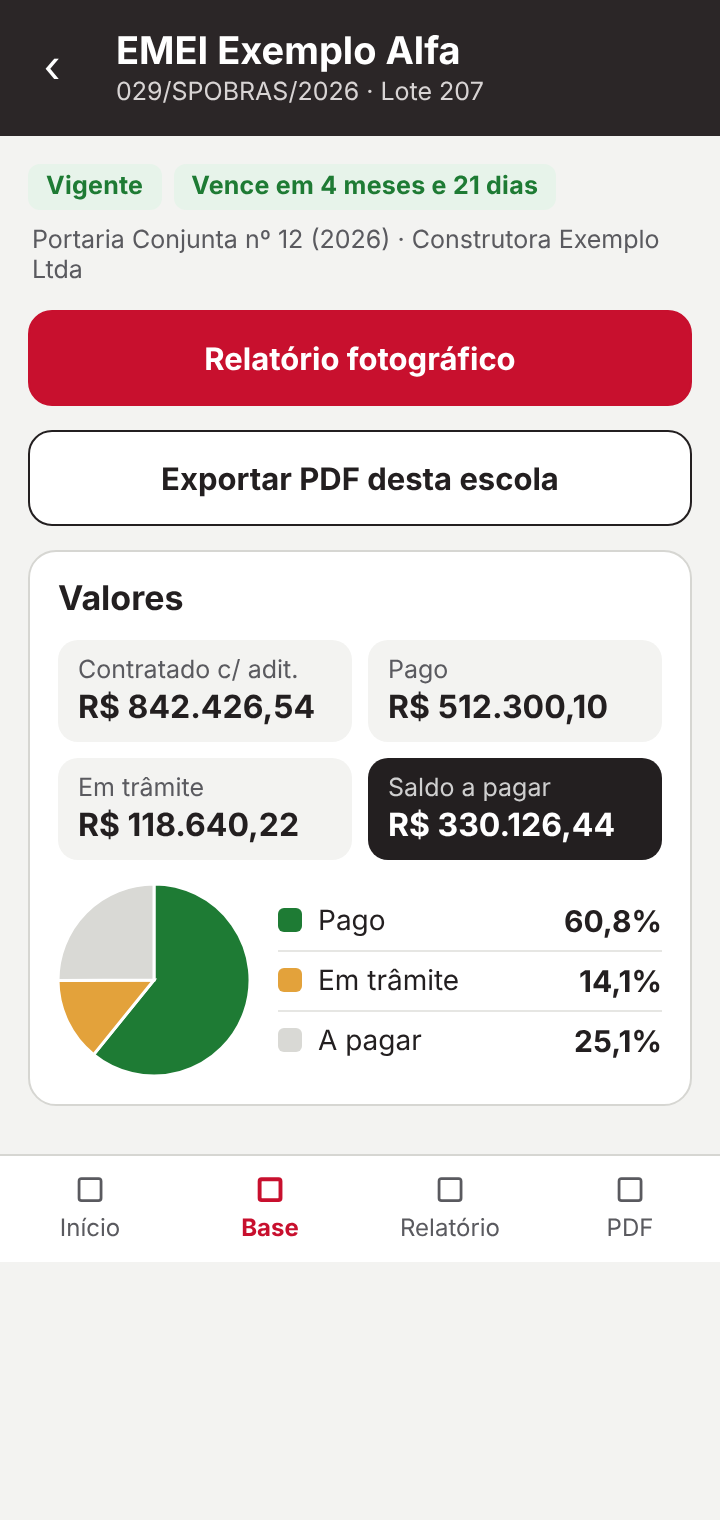 ‹
EMEI Exemplo Alfa
029/SPOBRAS/2026 · Lote 207
Vigente
Vence em 4 meses e 21 dias
Portaria Conjunta nº 12 (2026) · Construtora Exemplo
Ltda
Relatório fotográfico
Exportar PDF desta escola
Valores
Contratado c/ adit.
R$ 842.426,54
Pago
R$ 512.300,10
Em trâmite
R$ 118.640,22
Saldo a pagar
R$ 330.126,44
Pago 60,8%
Em trâmite 14,1%
A pagar 25,1%
Início
Base
Relatório
PDF